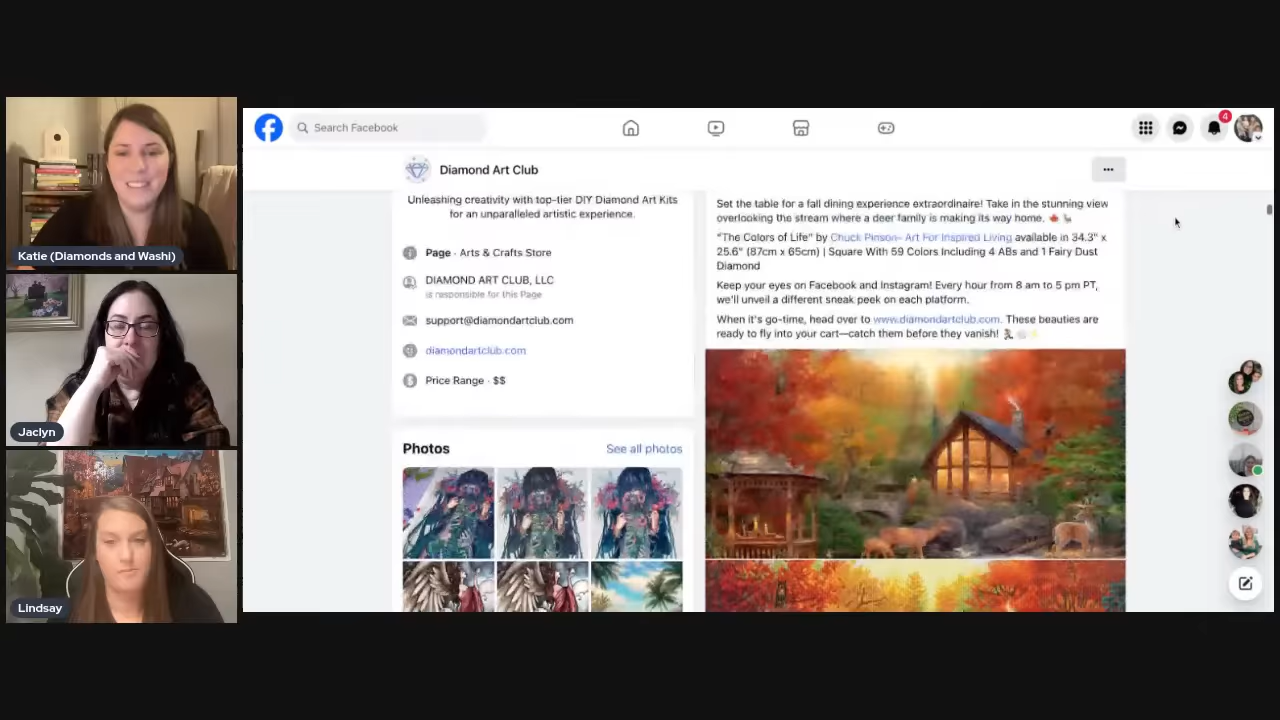 Katie (Diamonds and Washi)
Jaclyn
Lindsay
Search Facebook
4
Diamond Art Club
Unleashing creativity with top-tier DIY Diamond Art Kits
for an unparalleled artistic experience.
Page · Arts & Crafts Store
DIAMOND ART CLUB, LLC
is responsible for this Page
support@diamondartclub.com
diamondartclub.com
Price Range · $$
Photos
See all photos
Set the table for a fall dining experience extraordinaire! Take in the stunning view
overlooking the stream where a deer family is making its way home. 🍁 🦌
"The Colors of Life" by Chuck Pinson- Art For Inspired Living available in 34.3" x
25.6" (87cm x 65cm) | Square With 59 Colors Including 4 ABs and 1 Fairy Dust
Diamond
Keep your eyes on Facebook and Instagram! Every hour from 8 am to 5 pm PT,
we'll unveil a different sneak peek on each platform.
When it's go-time, head over to www.diamondartclub.com. These beauties are
ready to fly into your cart—catch them before they vanish!